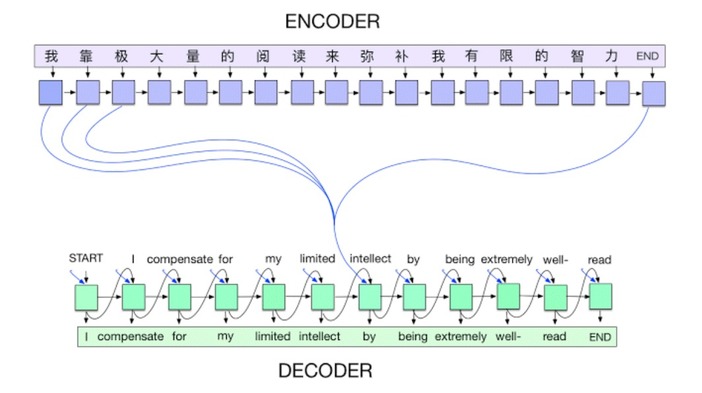 ENCODER
我 靠 极 大 量 的 阅 读 来 弥 补 我 有 限 的 智 力 END
START I compensate for my limited intellect by being extremely well- read
I compensate for my limited intellect by being extremely well- read END
DECODER